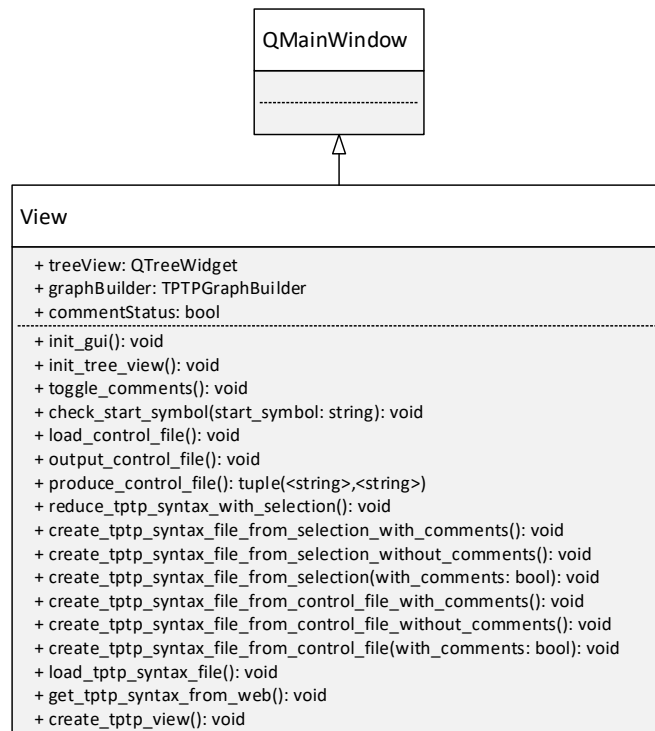 QMainWindow
View
+ treeView: QTreeWidget
+ graphBuilder: TPTPGraphBuilder
+ commentStatus: bool
+ init_gui(): void
+ init_tree_view(): void
+ toggle_comments(): void
+ check_start_symbol(start_symbol: string): void
+ load_control_file(): void
+ output_control_file(): void
+ produce_control_file(): tuple(<string>,<string>)
+ reduce_tptp_syntax_with_selection(): void
+ create_tptp_syntax_file_from_selection_with_comments(): void
+ create_tptp_syntax_file_from_selection_without_comments(): void
+ create_tptp_syntax_file_from_selection(with_comments: bool): void
+ create_tptp_syntax_file_from_control_file_with_comments(): void
+ create_tptp_syntax_file_from_control_file_without_comments(): void
+ create_tptp_syntax_file_from_control_file(with_comments: bool): void
+ load_tptp_syntax_file(): void
+ get_tptp_syntax_from_web(): void
+ create_tptp_view(): void